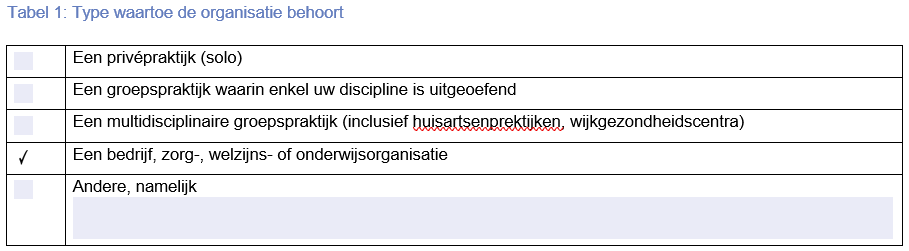 Tabel 1: Type waartoe de organisatie behoort
Een privépraktijk (solo)
Een groepspraktijk waarin enkel uw discipline is uitgeoefend
Een multidisciplinaire groepspraktijk (inclusief huisartsenprektijken, wijkgezondheidscentra)
✓ Een bedrijf, zorg-, welzijns- of onderwijsorganisatie
Andere, namelijk